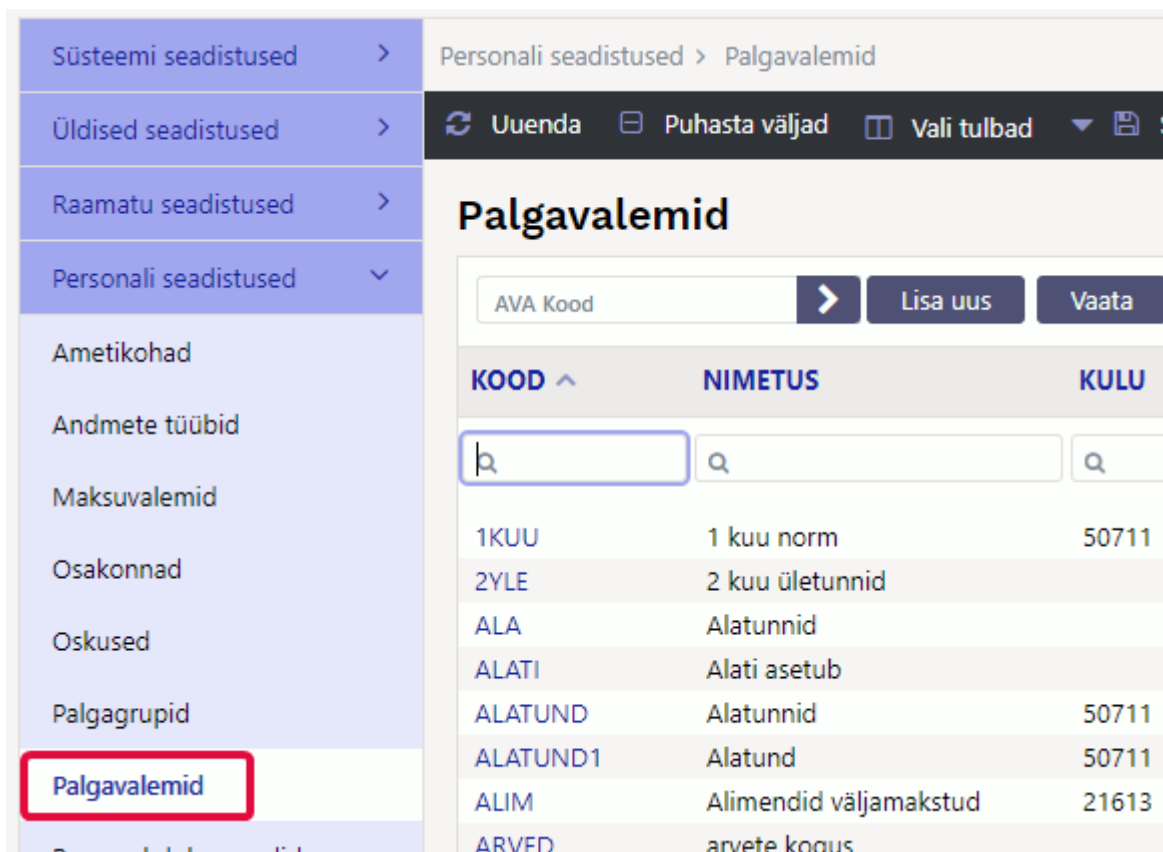 Süsteemi seadistused
Üldised seadistused
Raamatu seadistused
Personali seadistused
Ametikohad
Andmete tüübid
Maksuvalemid
Osakonnad
Oskused
Palgagrupid
Palgavalemid
Personali seadistused > Palgavalemid
Uuenda Puhasta väljad Vali tulbad
Palgavalemid
AVA Kood Lisa uus Vaata
KOOD NIMETUS KULU
1KUU 1 kuu norm 50711
2YLE 2 kuu ületunnid
ALA Alatunnid
ALATI Alati asetub
ALATUND Alatunnid 50711
ALATUND1 Alatund 50711
ALIM Alimendid väljamakstud 21613
ARVED arvete kogus